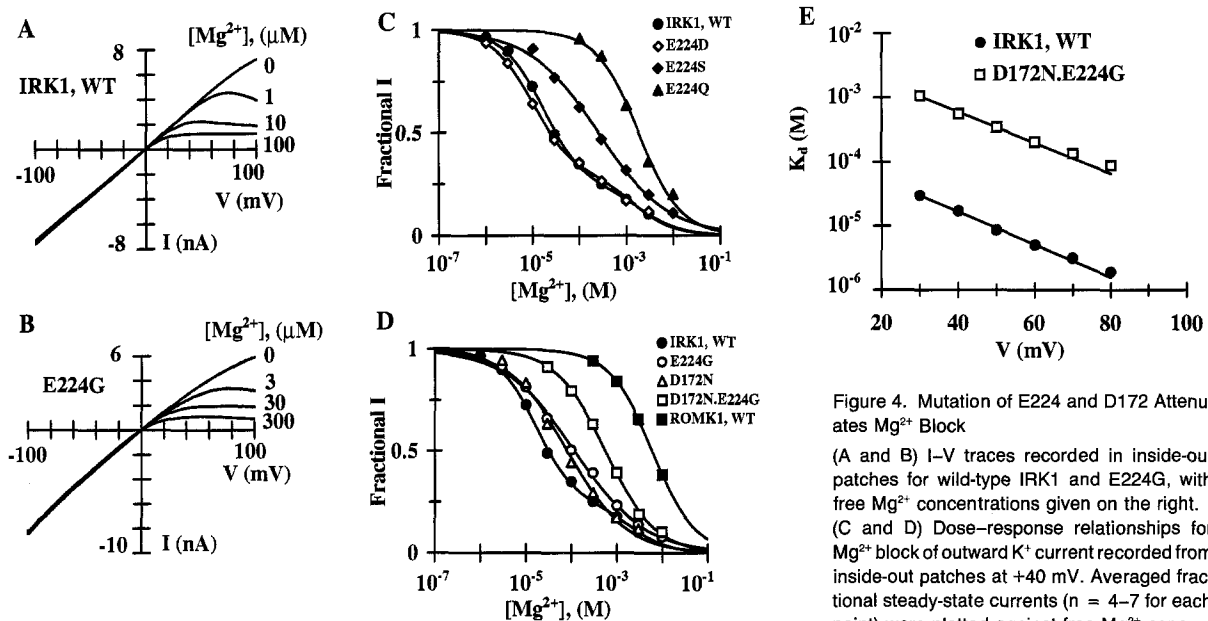 A
[Mg²⁺], (μM)
IRK1, WT
8
0
1
10
100
-100
100
V (mV)
-8
I (nA)
B
[Mg²⁺], (μM)
E224G
6
0
3
30
300
-100
100
V (mV)
-10
I (nA)
C
IRK1, WT
E224D
E224S
E224Q
Fractional I
1
0.5
0
10⁻⁷
10⁻⁵
10⁻³
10⁻¹
[Mg²⁺], (M)
D
IRK1, WT
E224G
D172N
D172N.E224G
ROMK1, WT
Fractional I
1
0.5
0
10⁻⁷
10⁻⁵
10⁻³
10⁻¹
[Mg²⁺], (M)
E
IRK1, WT
D172N.E224G
K_d (M)
10⁻²
10⁻³
10⁻⁴
10⁻⁵
10⁻⁶
20
40
60
80
100
V (mV)
Figure 4. Mutation of E224 and D172 Attenu-
ates Mg²⁺ Block
(A and B) I–V traces recorded in inside-out
patches for wild-type IRK1 and E224G, with
free Mg²⁺ concentrations given on the right.
(C and D) Dose–response relationships for
Mg²⁺ block of outward K⁺ current recorded from
inside-out patches at +40 mV. Averaged frac-
tional steady-state currents (n = 4–7 for each